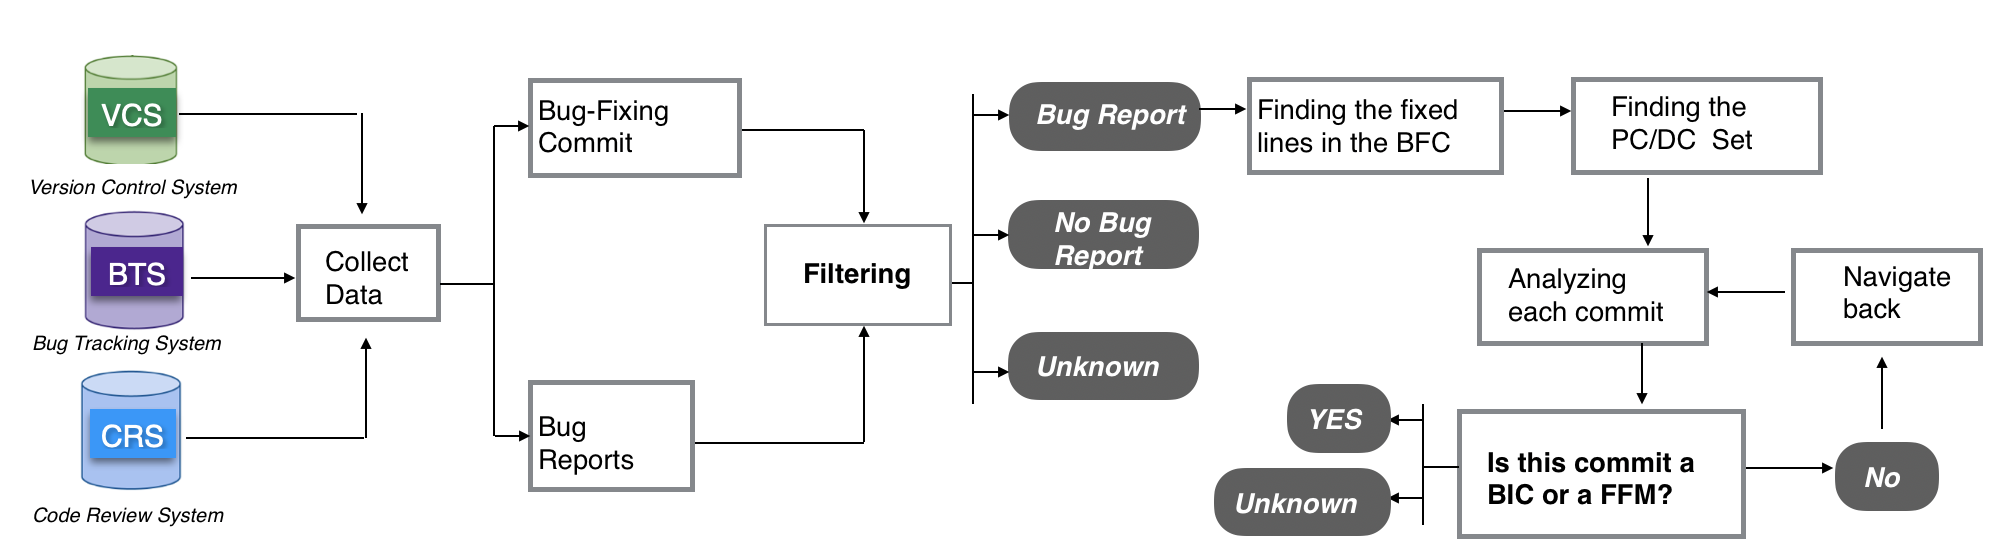 VCS
Version Control System
BTS
Bug Tracking System
CRS
Code Review System
Collect
Data
Bug-Fixing
Commit
Bug
Reports
Filtering
Bug Report
No Bug
Report
Unknown
Finding the fixed
lines in the BFC
Finding the
PC/DC Set
Analyzing
each commit
Navigate
back
Is this commit a
BIC or a FFM?
YES
Unknown
No